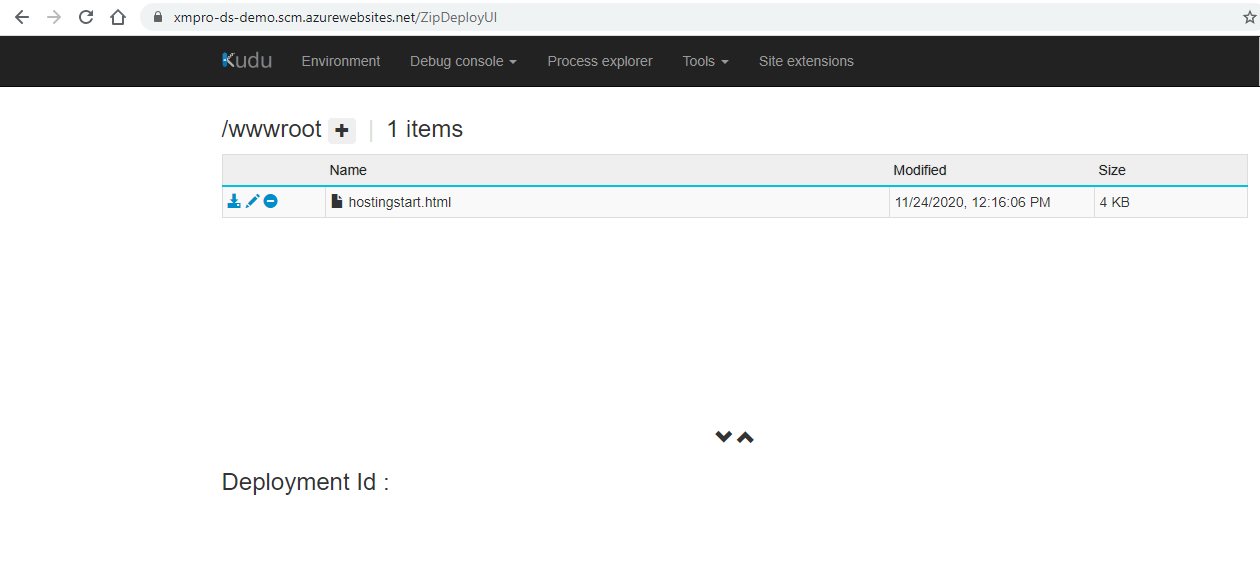 xmpro-ds-demo.scm.azurewebsites.net/ZipDeployUI
Kudu Environment Debug console Process explorer Tools Site extensions
/wwwroot | 1 items
Name Modified Size
hostingstart.html 11/24/2020, 12:16:06 PM 4 KB
Deployment Id :